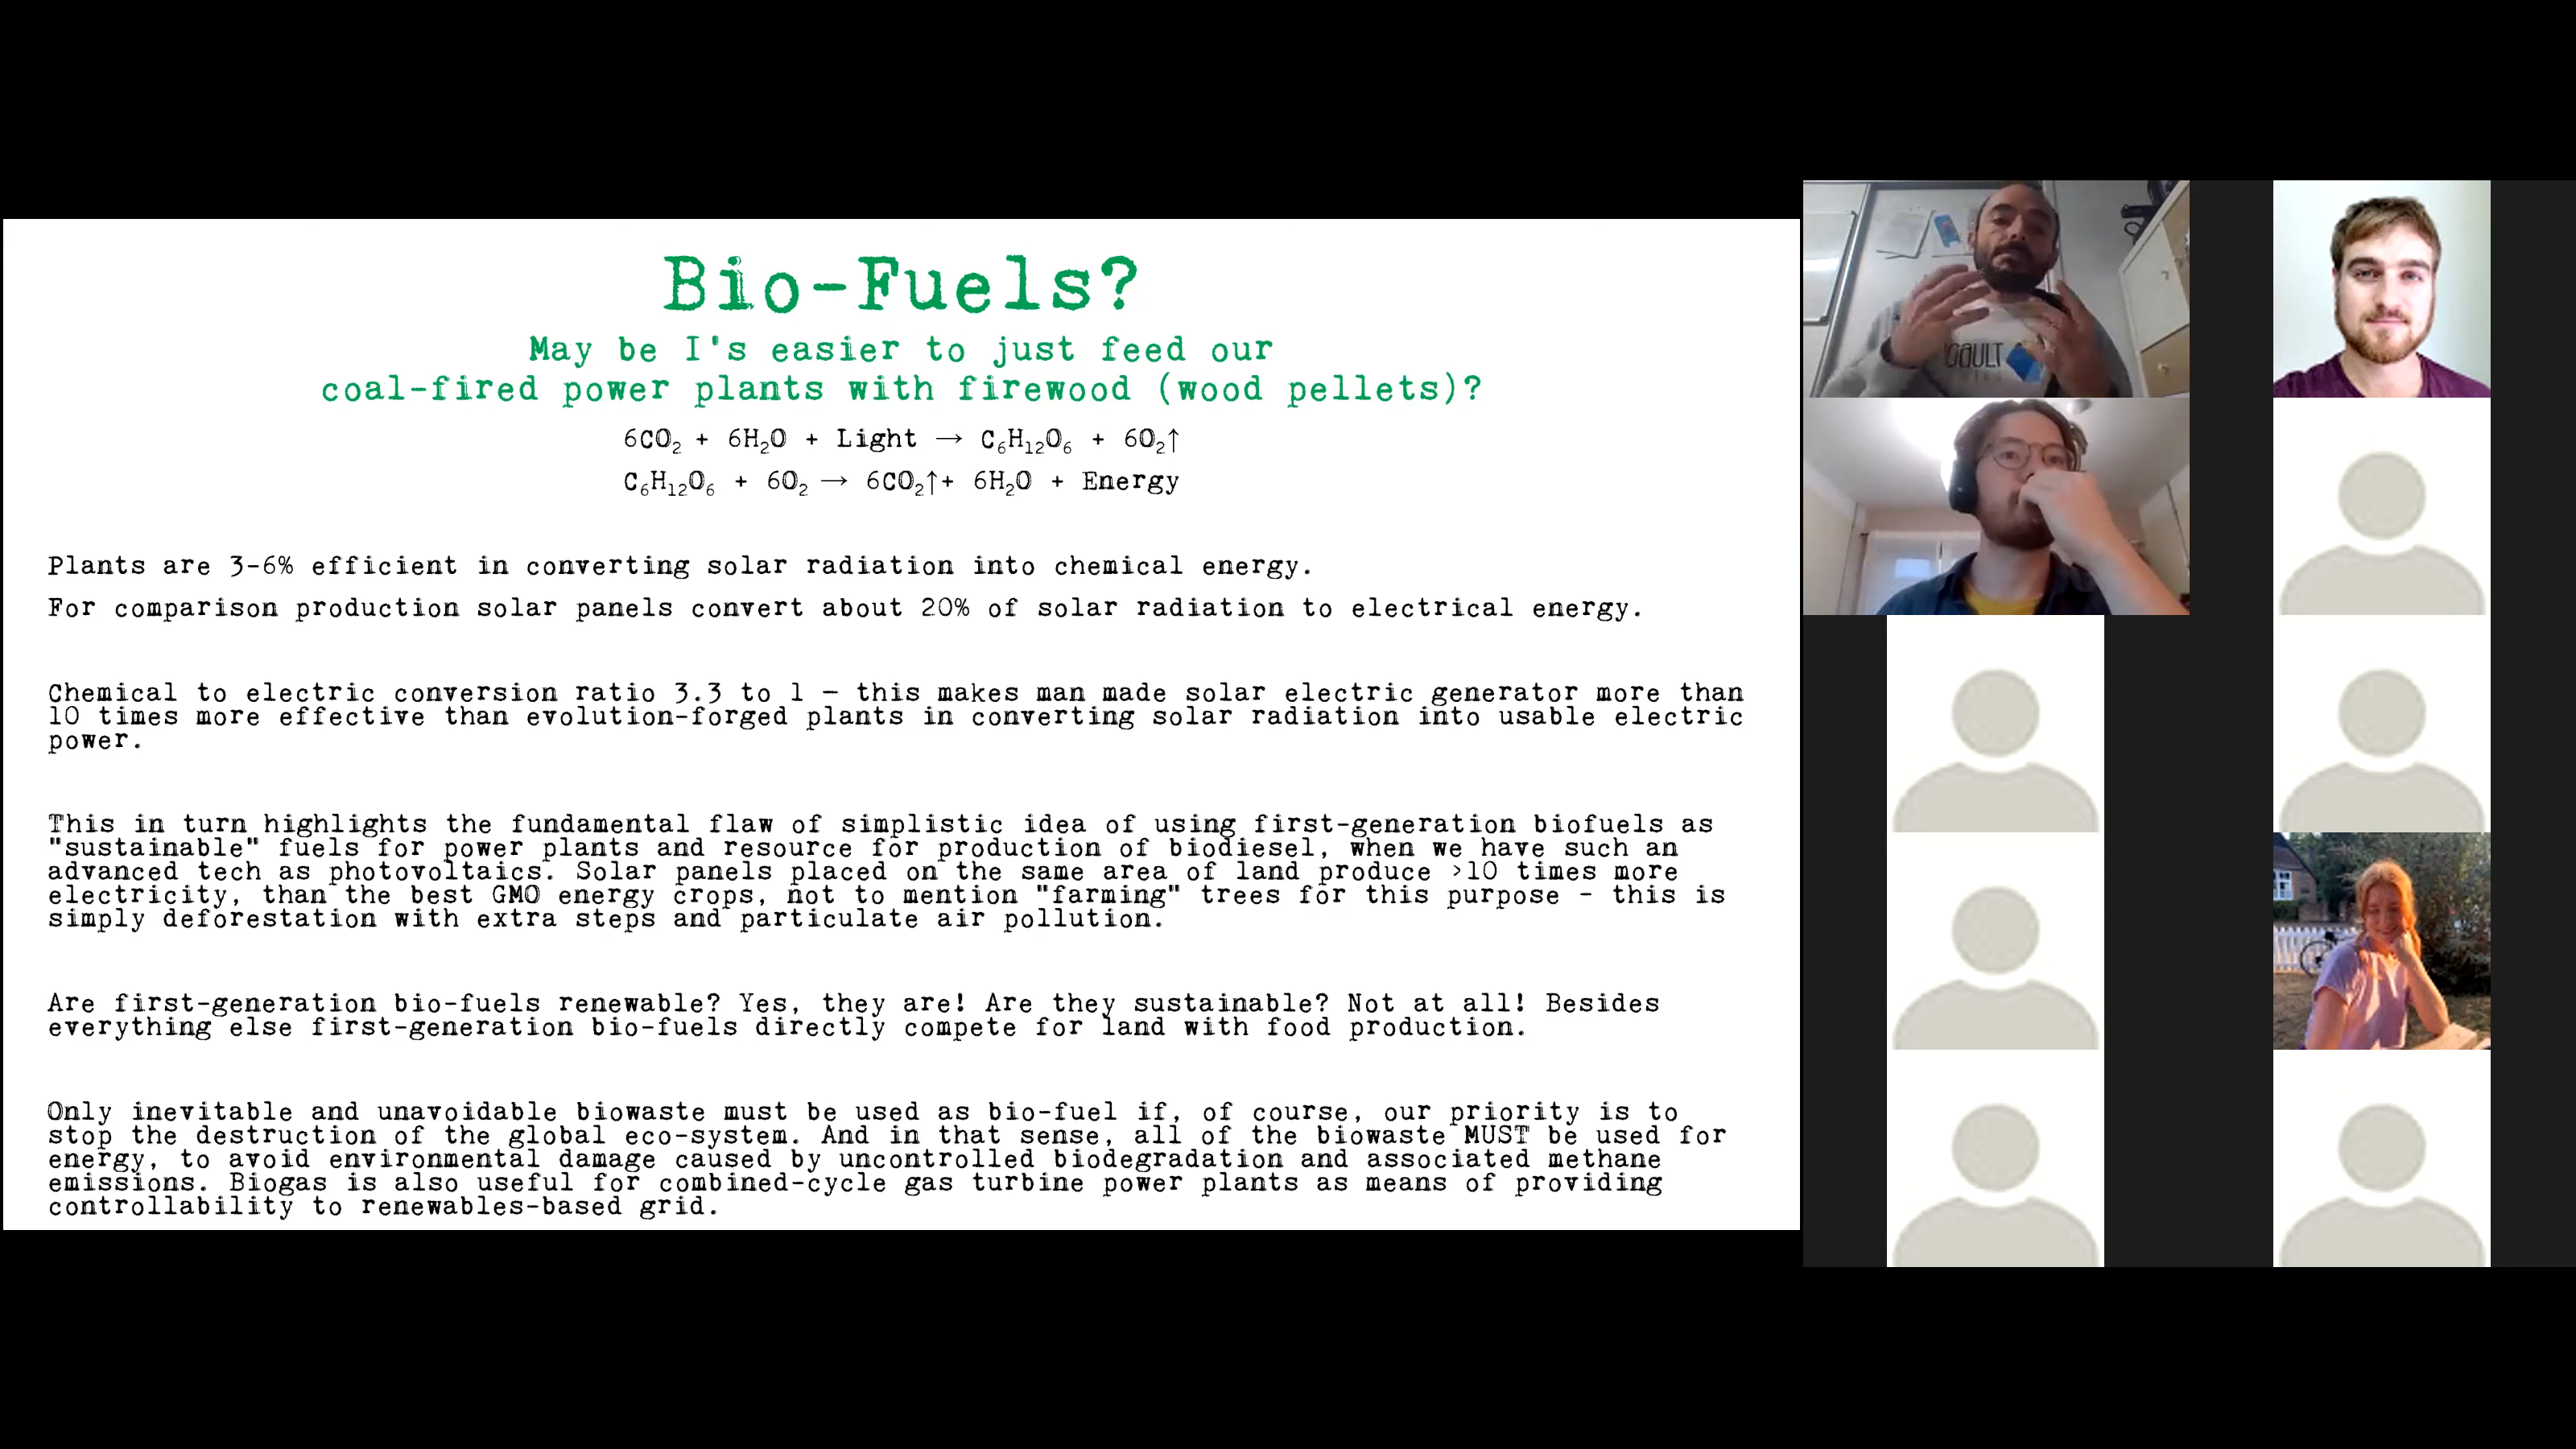 Bio-Fuels?
May be I's easier to just feed our
coal-fired power plants with firewood (wood pellets)?
6CO₂ + 6H₂O + Light → C₆H₁₂O₆ + 6O₂↑
C₆H₁₂O₆ + 6O₂ → 6CO₂↑+ 6H₂O + Energy
Plants are 3-6% efficient in converting solar radiation into chemical energy.
For comparison production solar panels convert about 20% of solar radiation to electrical energy.
Chemical to electric conversion ratio 3.3 to 1 – this makes man made solar electric generator more than
10 times more effective than evolution-forged plants in converting solar radiation into usable electric
power.
This in turn highlights the fundamental flaw of simplistic idea of using first-generation biofuels as
"sustainable" fuels for power plants and resource for production of biodiesel, when we have such an
advanced tech as photovoltaics. Solar panels placed on the same area of land produce >10 times more
electricity, than the best GMO energy crops, not to mention "farming" trees for this purpose - this is
simply deforestation with extra steps and particulate air pollution.
Are first-generation bio-fuels renewable? Yes, they are! Are they sustainable? Not at all! Besides
everything else first-generation bio-fuels directly compete for land with food production.
Only inevitable and unavoidable biowaste must be used as bio-fuel if, of course, our priority is to
stop the destruction of the global eco-system. And in that sense, all of the biowaste MUST be used for
energy, to avoid environmental damage caused by uncontrolled biodegradation and associated methane
emissions. Biogas is also useful for combined-cycle gas turbine power plants as means of providing
controllability to renewables-based grid.